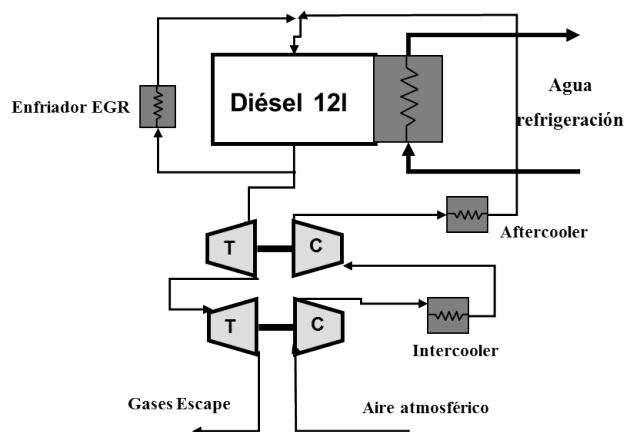 Diésel 12l
Enfriador EGR
Agua
refrigeración
T
C
Aftercooler
T
C
Intercooler
Gases Escape
Aire atmosférico